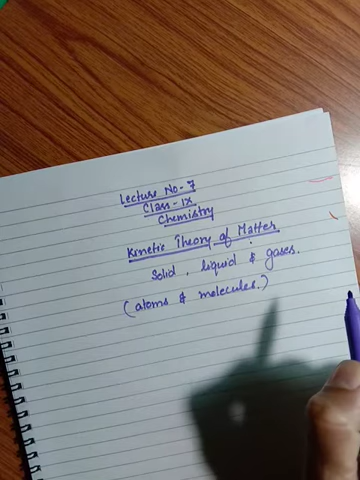 Lecture No-7
Class-IX
Chemistry
Kinetic Theory of Matter
Solid, liquid & gases.
(atoms & molecules.)